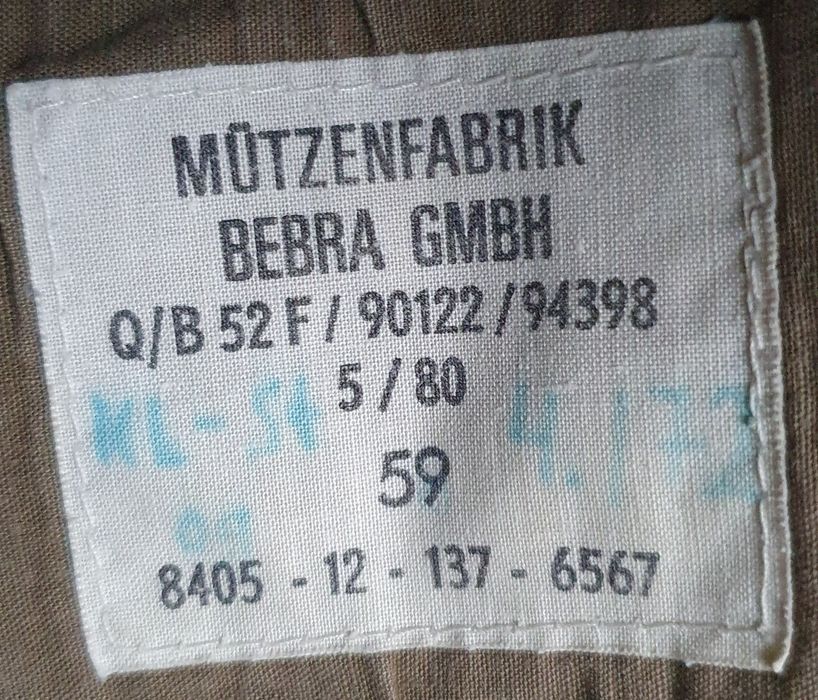 MÜTZENFABRIK
BEBRA GMBH
Q/B 52 F / 90122 / 94398
5 / 80
59
8405 - 12 - 137 - 6567